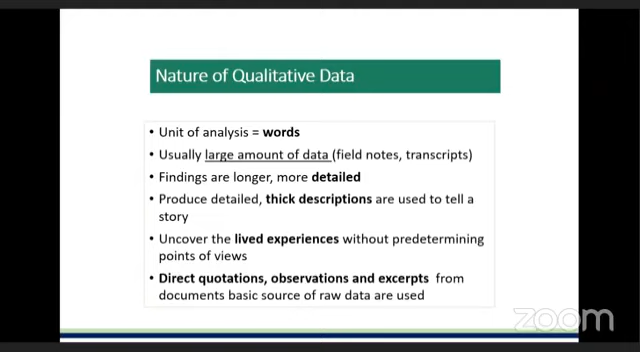 Nature of Qualitative Data
• Unit of analysis = words
• Usually large amount of data (field notes, transcripts)
• Findings are longer, more detailed
• Produce detailed, thick descriptions are used to tell a
story
• Uncover the lived experiences without predetermining
points of views
• Direct quotations, observations and excerpts from
documents basic source of raw data are used
zoom